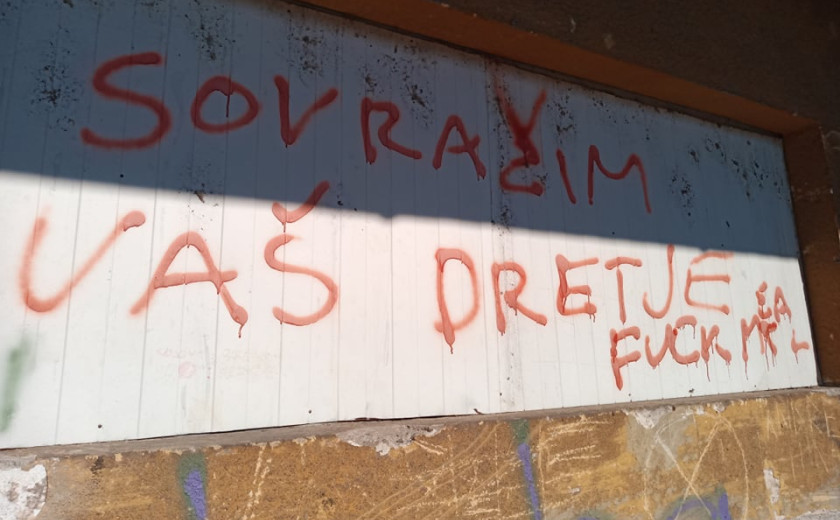 SOVRAŽIM
VAŠ DRETJE
FUCK